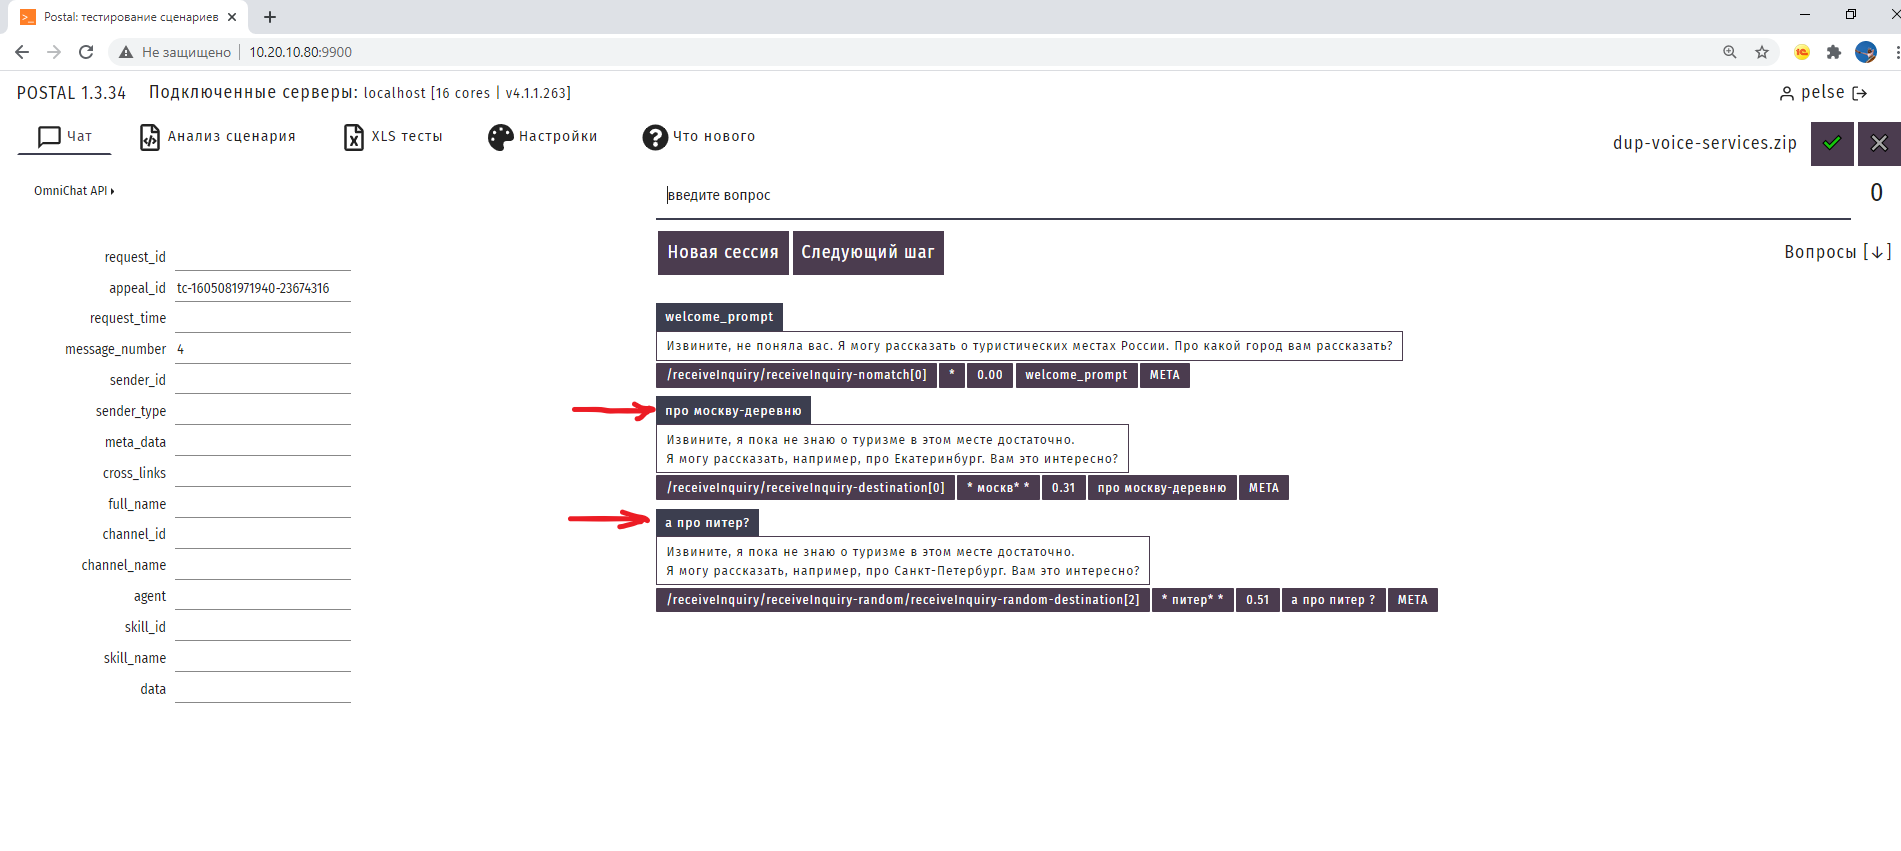 Postal: тестирование сценариев
Не защищено 10.20.10.80:9900
POSTAL 1.3.34 Подключенные серверы: localhost [16 cores | v4.1.1.263] pelse
Чат Анализ сценария XLS тесты Настройки Что нового dup-voice-services.zip
OmniChat API введите вопрос 0
Новая сессия Следующий шаг Вопросы [↓]
request_id
appeal_id tc-1605081971940-23674316
request_time
message_number 4
sender_id
sender_type
meta_data
cross_links
full_name
channel_id
channel_name
agent
skill_id
skill_name
data
welcome_prompt
Извините, не поняла вас. Я могу рассказать о туристических местах России. Про какой город вам рассказать?
/receiveInquiry/receiveInquiry-nomatch[0] * 0.00 welcome_prompt META
про москву-деревню
Извините, я пока не знаю о туризме в этом месте достаточно.
Я могу рассказать, например, про Екатеринбург. Вам это интересно?
/receiveInquiry/receiveInquiry-destination[0] * москв* * 0.31 про москву-деревню META
а про питер?
Извините, я пока не знаю о туризме в этом месте достаточно.
Я могу рассказать, например, про Санкт-Петербург. Вам это интересно?
/receiveInquiry/receiveInquiry-random/receiveInquiry-random-destination[2] * питер* * 0.51 а про питер ? META